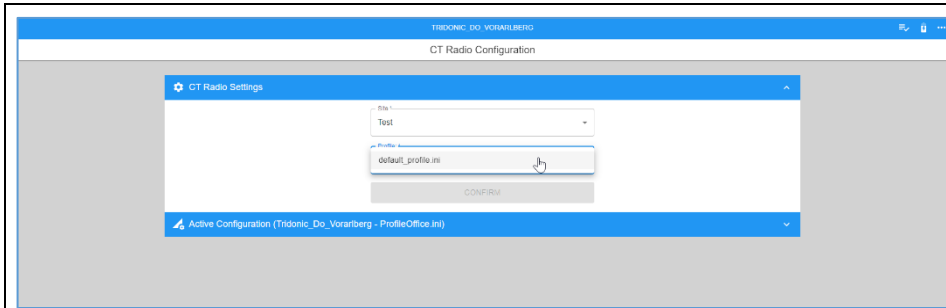 TRIDONIC_DO_VORARLBERG
CT Radio Configuration
CT Radio Settings
Site *
Test
Profile *
default_profile.ini
CONFIRM
Active Configuration (Tridonic_Do_Vorarlberg - ProfileOffice.ini)